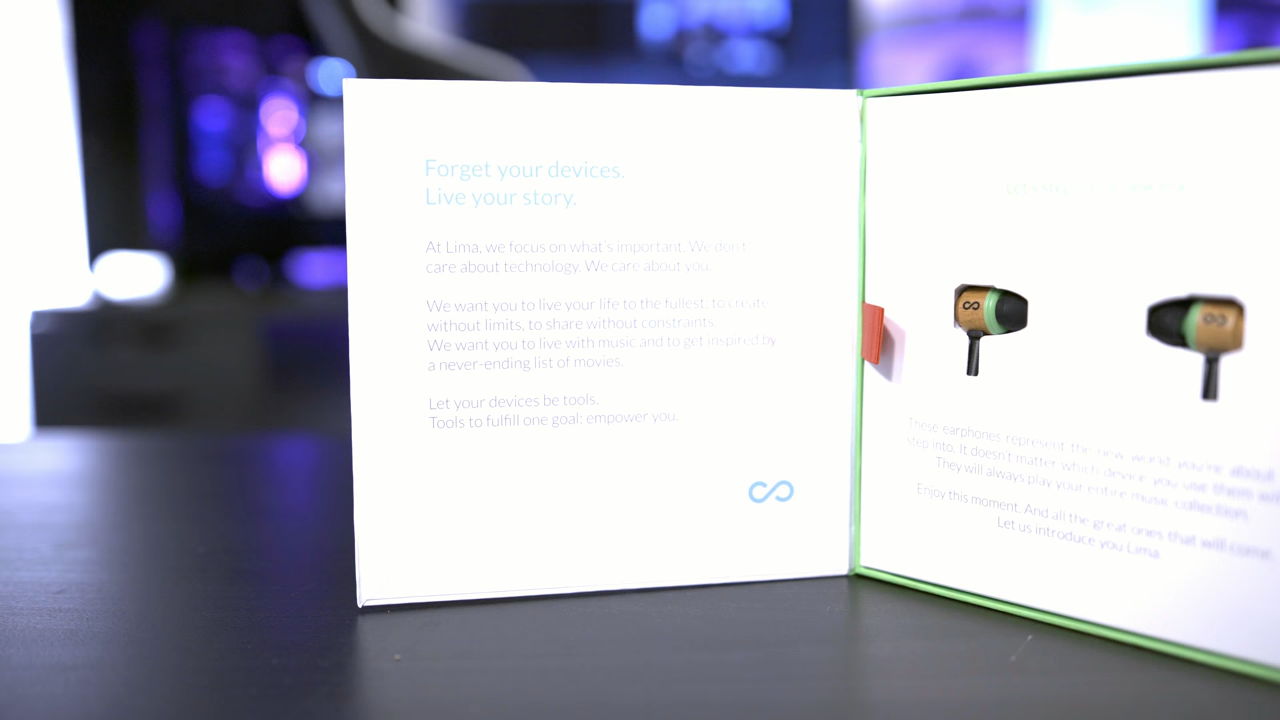 Forget your devices.
Live your story.
At Lima, we focus on what's important. We don't
care about technology. We care about you.
We want you to live your life to the fullest, to create
without limits, to share without constraints.
We want you to live with music and to get inspired by
a never-ending list of movies.
Let your devices be tools.
Tools to fulfill one goal: empower you.
These earphones represent the new world you're about
step into. It doesn't matter which device you use them wi
They will always play your entire music collection.
Enjoy this moment. And all the great ones that will come.
Let us introduce you Lima